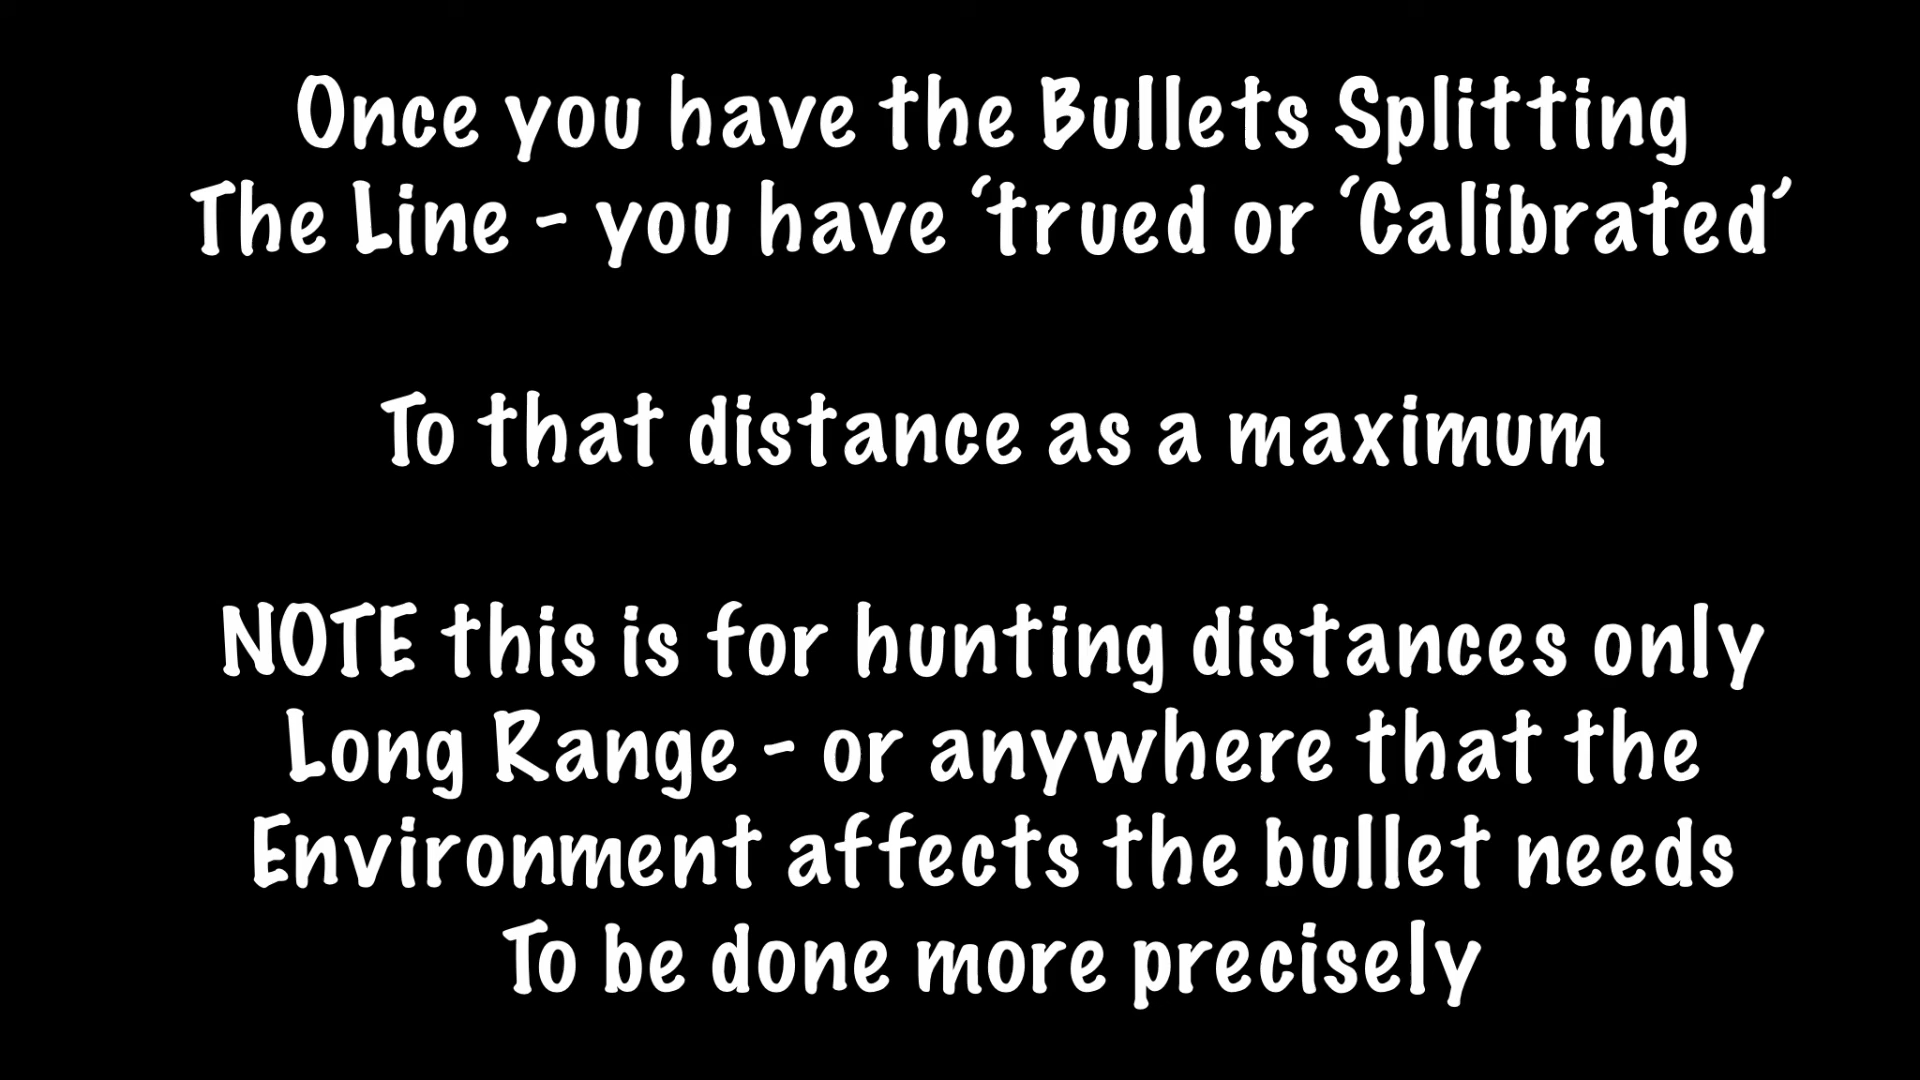 Once you have the Bullets Splitting
The Line - you have ‘trued or ‘Calibrated’
To that distance as a maximum
NOTE this is for hunting distances only
Long Range - or anywhere that the
Environment affects the bullet needs
To be done more precisely